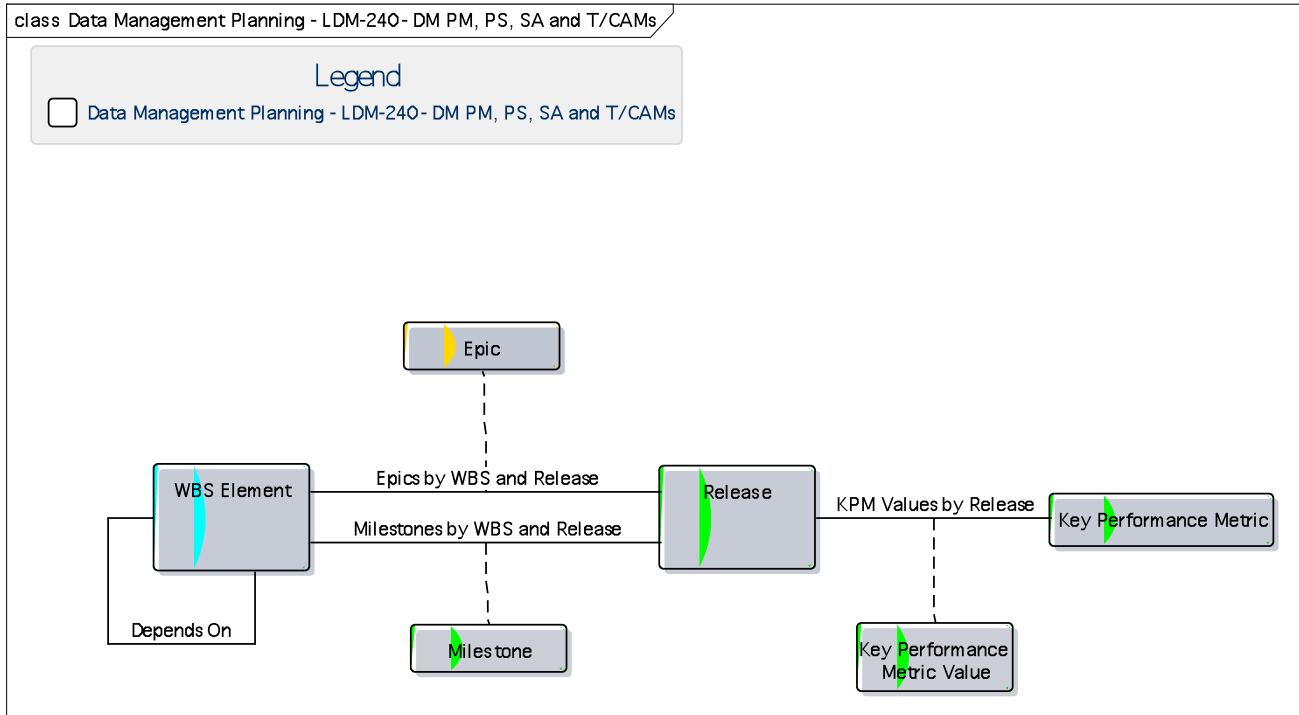 class Data Management Planning - LDM-240- DM PM, PS, SA and T/CAMs
Legend
Data Management Planning - LDM-240- DM PM, PS, SA and T/CAMs
Epic
Epics by WBS and Release
WBS Element
Release
KPM Values by Release
Key Performance Metric
Milestones by WBS and Release
Depends On
Milestone
Key Performance
Metric Value